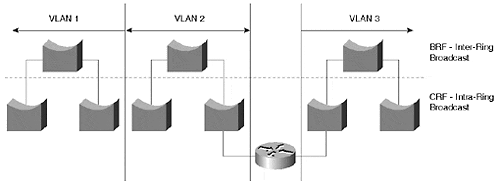 VLAN 1
VLAN 2
VLAN 3
BRF - Inter-Ring
Broadcast
CRF - Intra-Ring
Broadcast